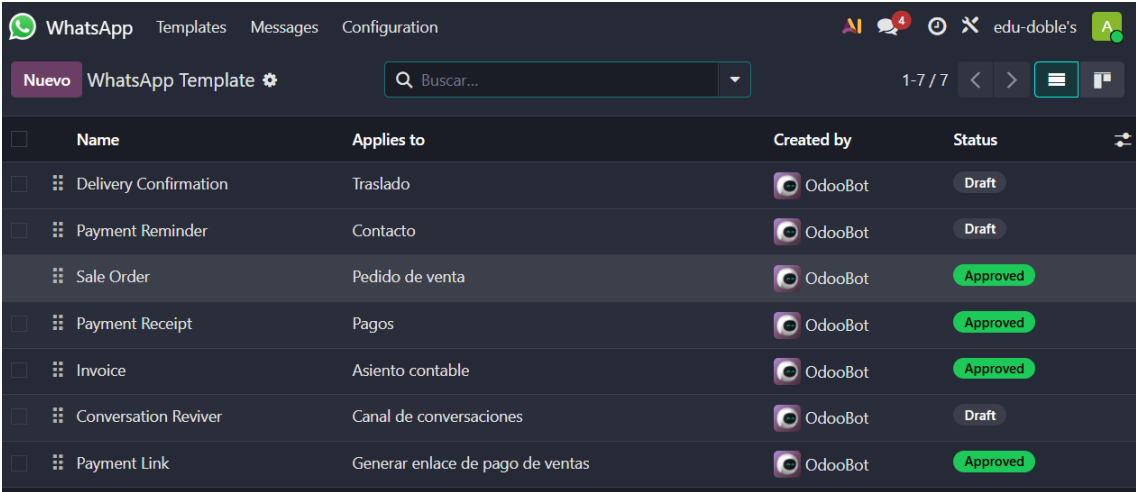 WhatsApp Templates Messages Configuration AI 4 edu-doble's A
Nuevo WhatsApp Template Buscar... 1-7 / 7
Name Applies to Created by Status
Delivery Confirmation Traslado OdooBot Draft
Payment Reminder Contacto OdooBot Draft
Sale Order Pedido de venta OdooBot Approved
Payment Receipt Pagos OdooBot Approved
Invoice Asiento contable OdooBot Approved
Conversation Reviver Canal de conversaciones OdooBot Draft
Payment Link Generar enlace de pago de ventas OdooBot Approved